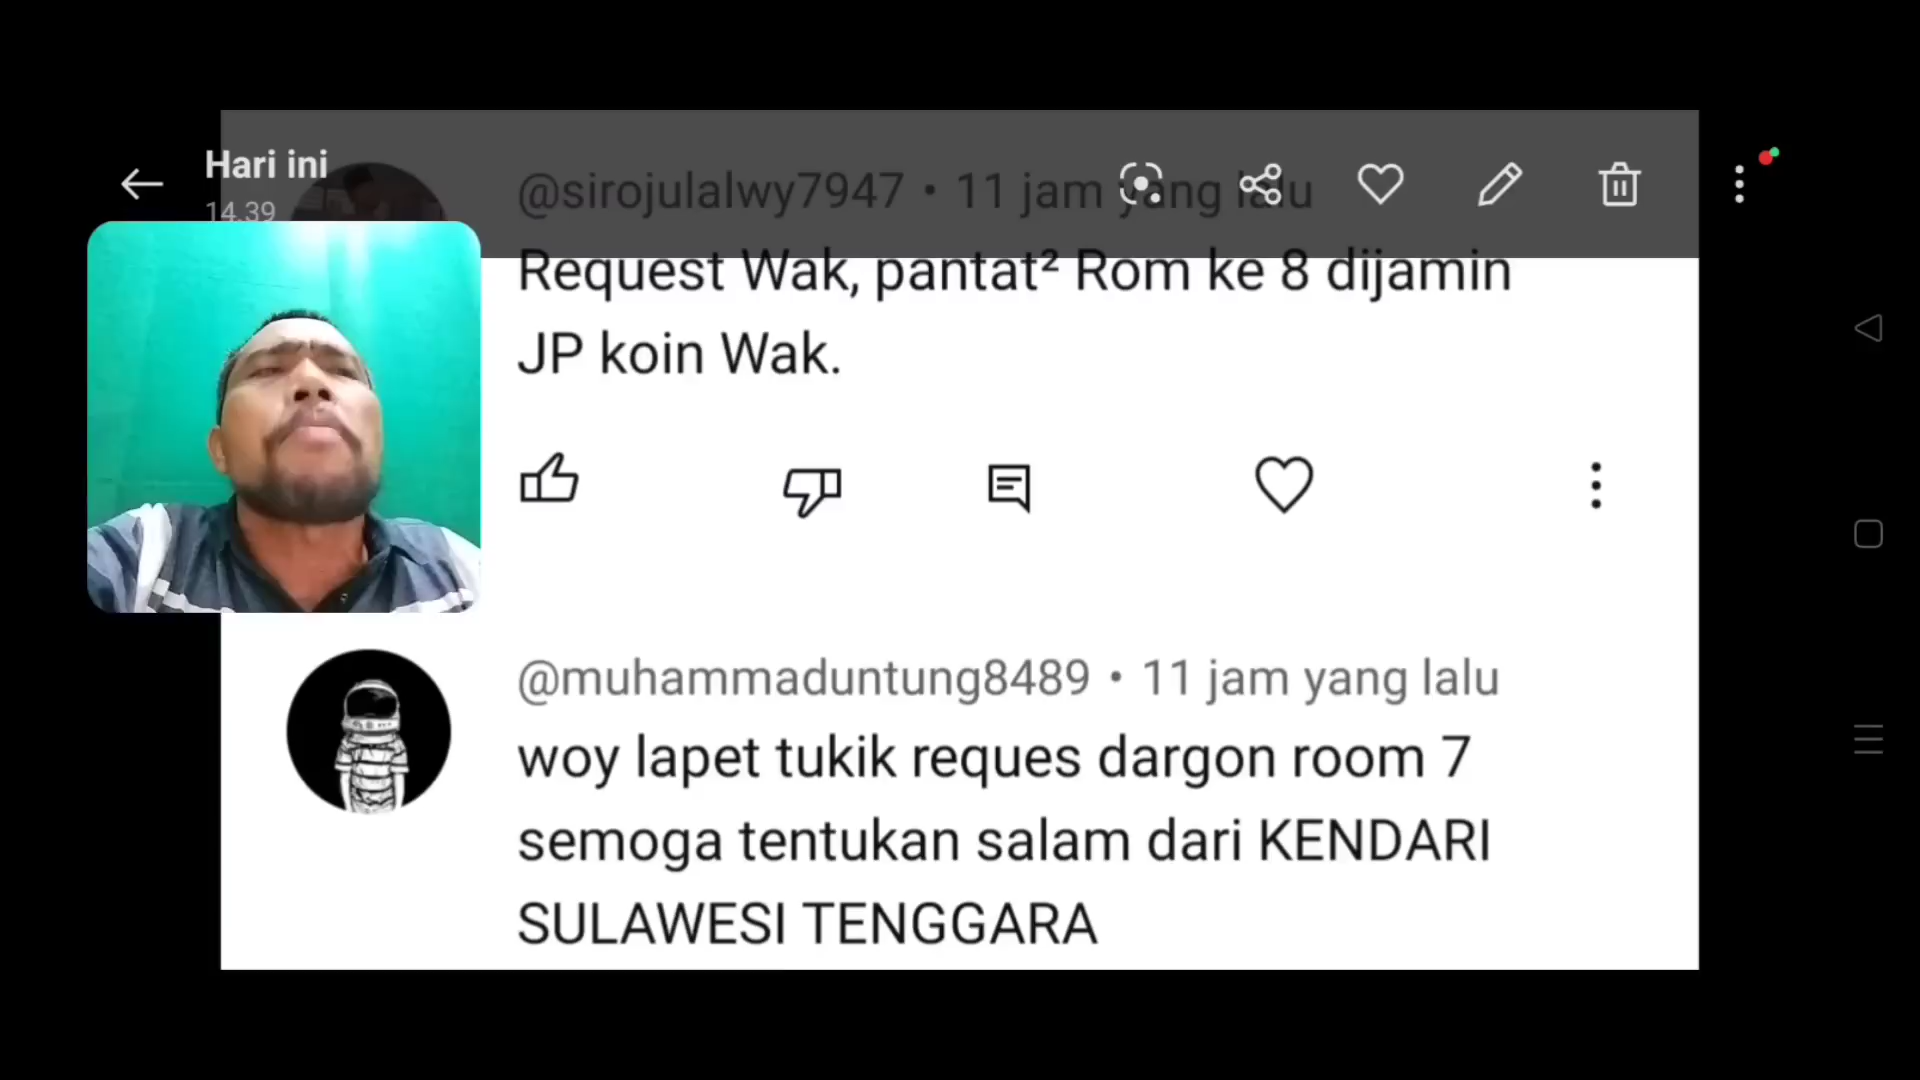 Hari ini
14.39
@sirojulalwy7947 • 11 jam yang lalu
Request Wak, pantat² Rom ke 8 dijamin
JP koin Wak.
@muhammaduntung8489 • 11 jam yang lalu
woy lapet tukik reques dargon room 7
semoga tentukan salam dari KENDARI
SULAWESI TENGGARA